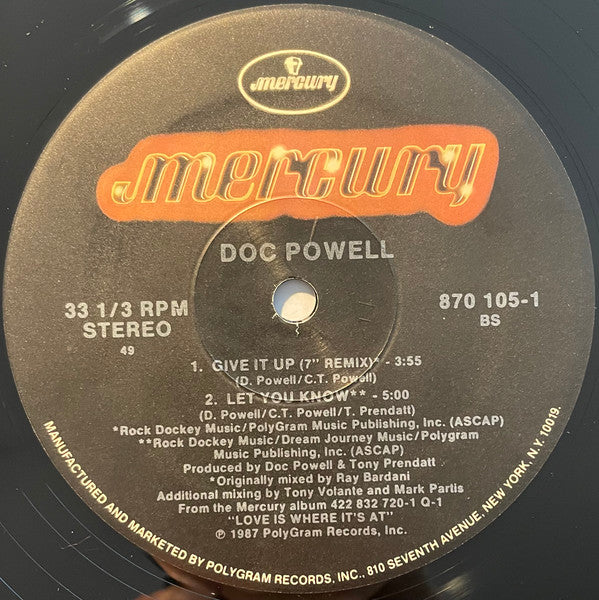 mercury
mercury
DOC POWELL
33 1/3 RPM
STEREO
49
870 105-1
BS
1. GIVE IT UP (7" REMIX)* - 3:55
(D. Powell/C.T. Powell)
2. LET YOU KNOW** - 5:00
(D. Powell/C.T. Powell/T. Prendatt)
*Rock Dockey Music/PolyGram Music Publishing, Inc. (ASCAP)
**Rock Dockey Music/Dream Journey Music/Polygram
Music Publishing, Inc. (ASCAP)
Produced by Doc Powell & Tony Prendatt
*Originally mixed by Ray Bardani
Additional mixing by Tony Volante and Mark Partis
From the Mercury album 422 832 720-1 Q-1
"LOVE IS WHERE IT'S AT"
℗ 1987 PolyGram Records, Inc.
MANUFACTURED AND MARKETED BY POLYGRAM RECORDS, INC., 810 SEVENTH AVENUE, NEW YORK, N.Y. 10019.